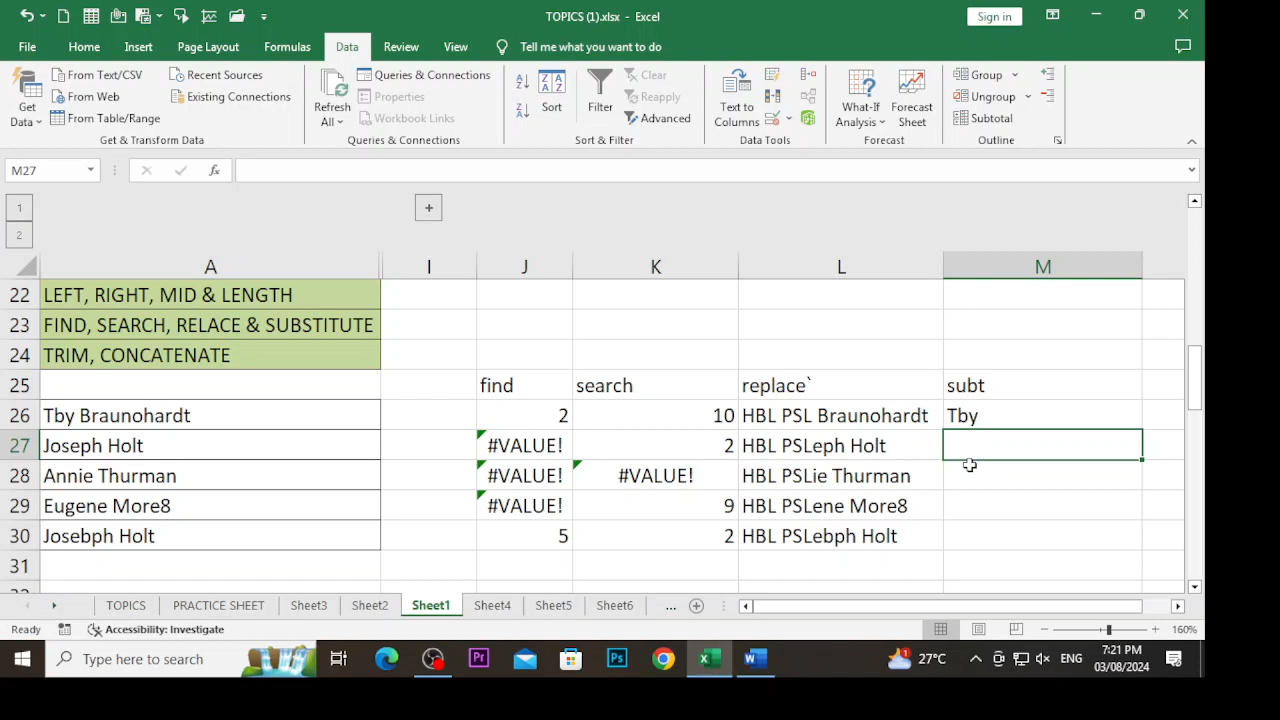 TOPICS (1).xlsx - Excel
Sign in
File Home Insert Page Layout Formulas Data Review View Tell me what you want to do
Get Data
From Text/CSV
From Web
From Table/Range
Recent Sources
Existing Connections
Get & Transform Data
Refresh All
Queries & Connections
Properties
Workbook Links
Queries & Connections
Sort
Filter
Clear
Reapply
Advanced
Sort & Filter
Text to Columns
Data Tools
What-If Analysis
Forecast Sheet
Forecast
Group
Ungroup
Subtotal
Outline
M27 fx
1
2
A I J K L M
22 LEFT, RIGHT, MID & LENGTH
23 FIND, SEARCH, RELACE & SUBSTITUTE
24 TRIM, CONCATENATE
25 find search replace` subt
26 Tby Braunohardt 2 10 HBL PSL Braunohardt Tby
27 Joseph Holt #VALUE! 2 HBL PSLeph Holt
28 Annie Thurman #VALUE! #VALUE! HBL PSLie Thurman
29 Eugene More8 #VALUE! 9 HBL PSLene More8
30 Josebph Holt 5 2 HBL PSLebph Holt
31
TOPICS PRACTICE SHEET Sheet3 Sheet2 Sheet1 Sheet4 Sheet5 Sheet6 ...
Ready Accessibility: Investigate 160%
Type here to search 27°C ENG 7:21 PM
03/08/2024